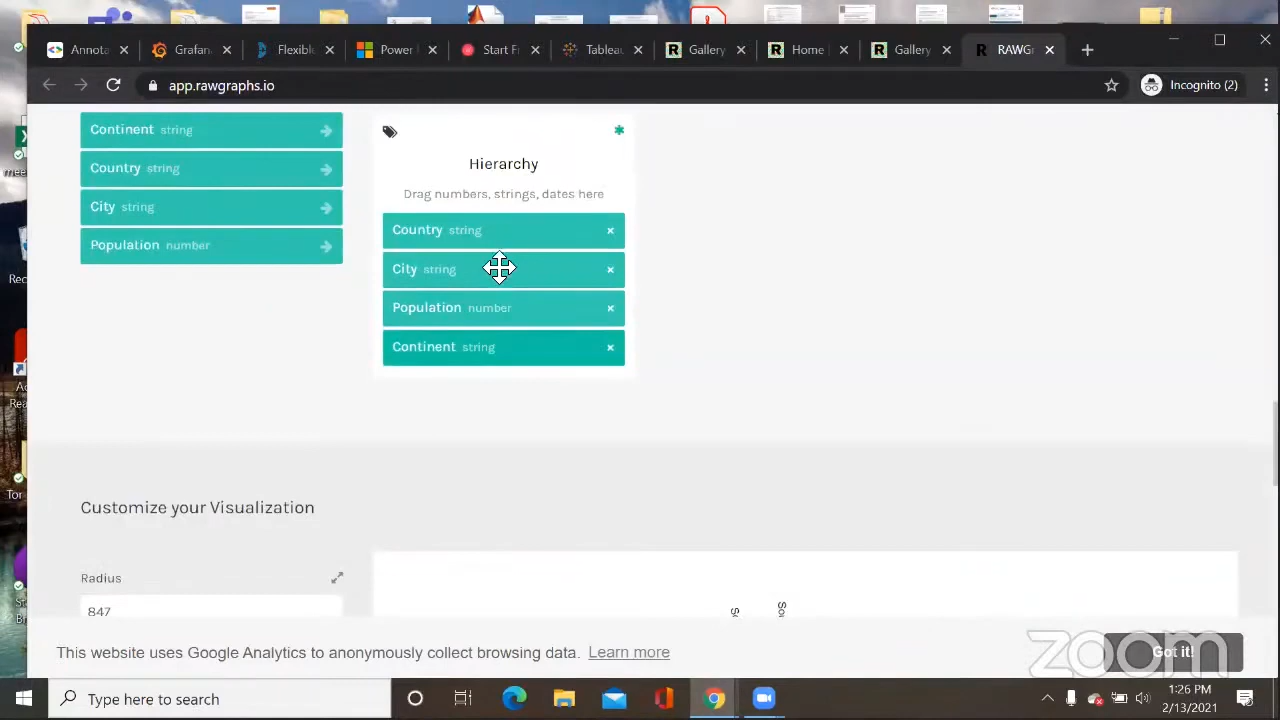 Annota
Grafan
Flexibl
Power
Start Fr
Tableau
Gallery
Home
Gallery
RAWGr
app.rawgraphs.io
Incognito (2)
Continent string
Country string
City string
Population number
Hierarchy
Drag numbers, strings, dates here
Country string
City string
Population number
Continent string
Customize your Visualization
Radius
847
This website uses Google Analytics to anonymously collect browsing data. Learn more
Got it!
zoom
Type here to search
1:26 PM
2/13/2021